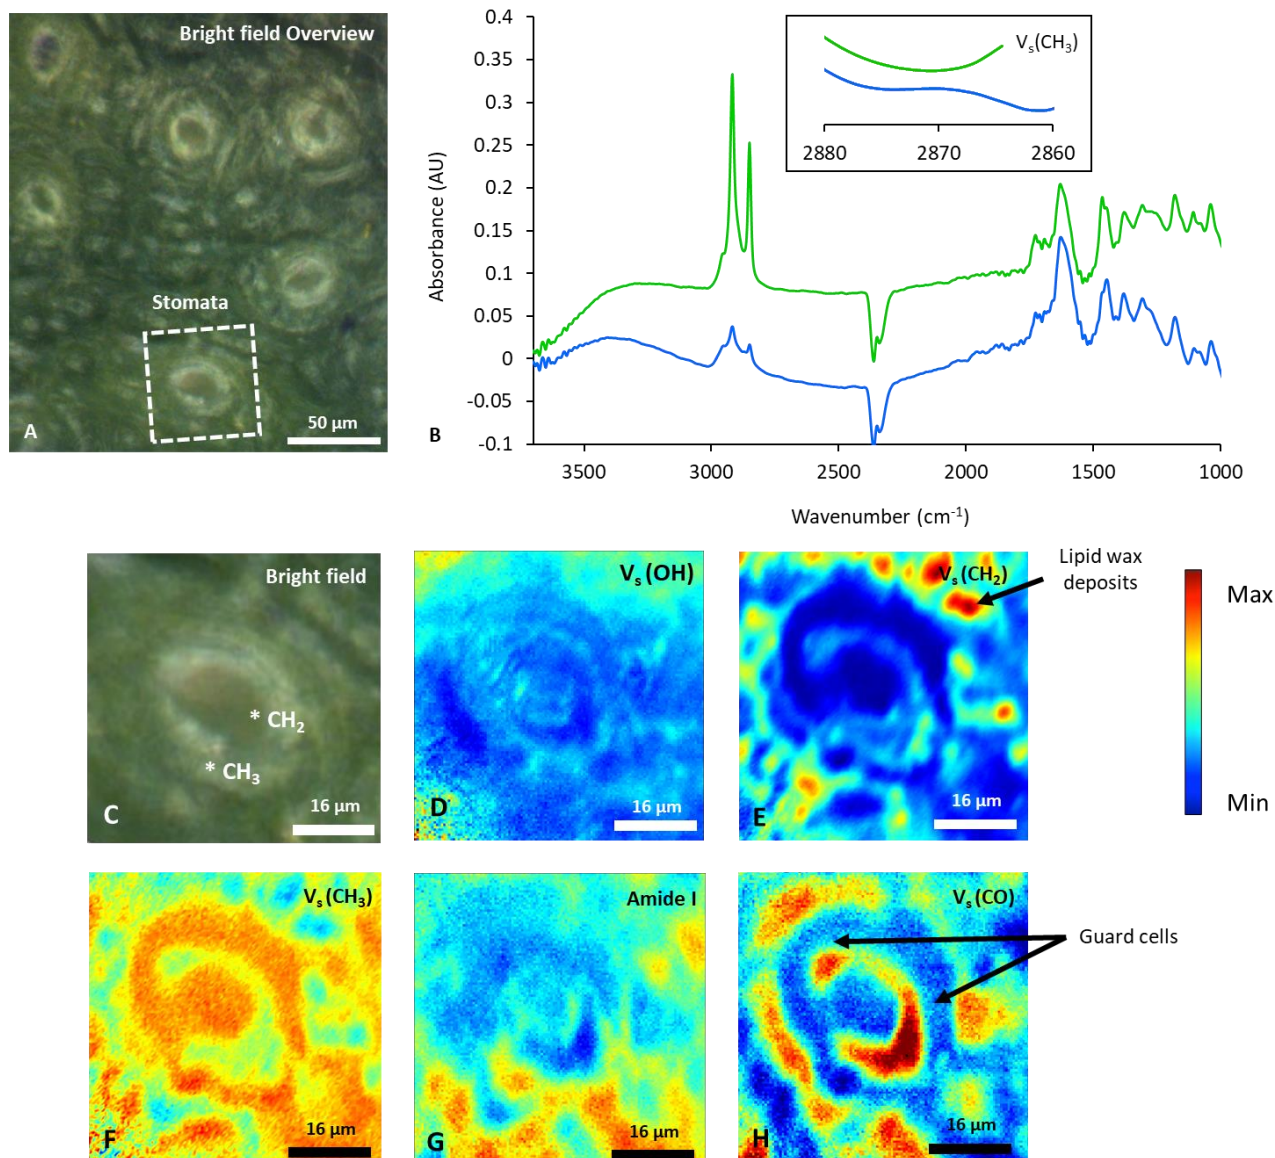 Bright field Overview
Stomata
50 µm
A
0.4
0.35
0.3
0.25
0.2
0.15
0.1
0.05
0
-0.05
-0.1
Absorbance (AU)
B
3500 3000 2500 2000 1500 1000
Wavenumber (cm-1)
Vs(CH3)
2880 2870 2860
Bright field
* CH2
* CH3
16 µm
C
Vs (OH)
16 µm
D
Vs (CH2)
16 µm
E
Lipid wax
deposits
Max
Min
Vs (CH3)
16 µm
F
Amide I
16 µm
G
Vs (CO)
16 µm
H
Guard cells